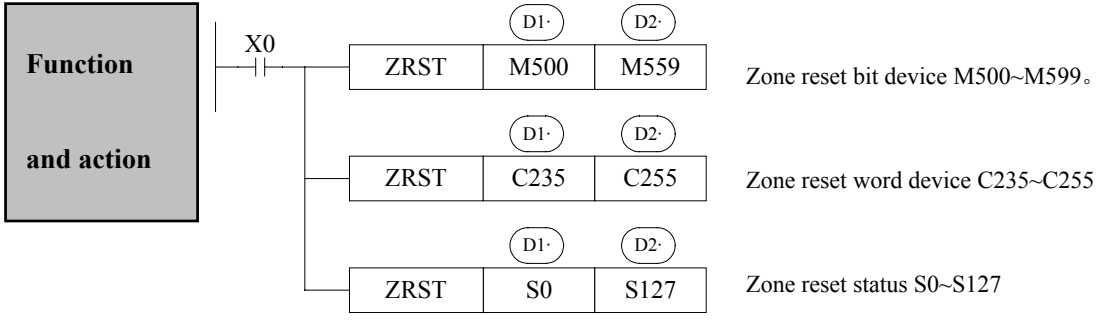 Function
and action
X0
D1· D2·
ZRST M500 M559 Zone reset bit device M500~M599。
D1· D2·
ZRST C235 C255 Zone reset word device C235~C255
D1· D2·
ZRST S0 S127 Zone reset status S0~S127